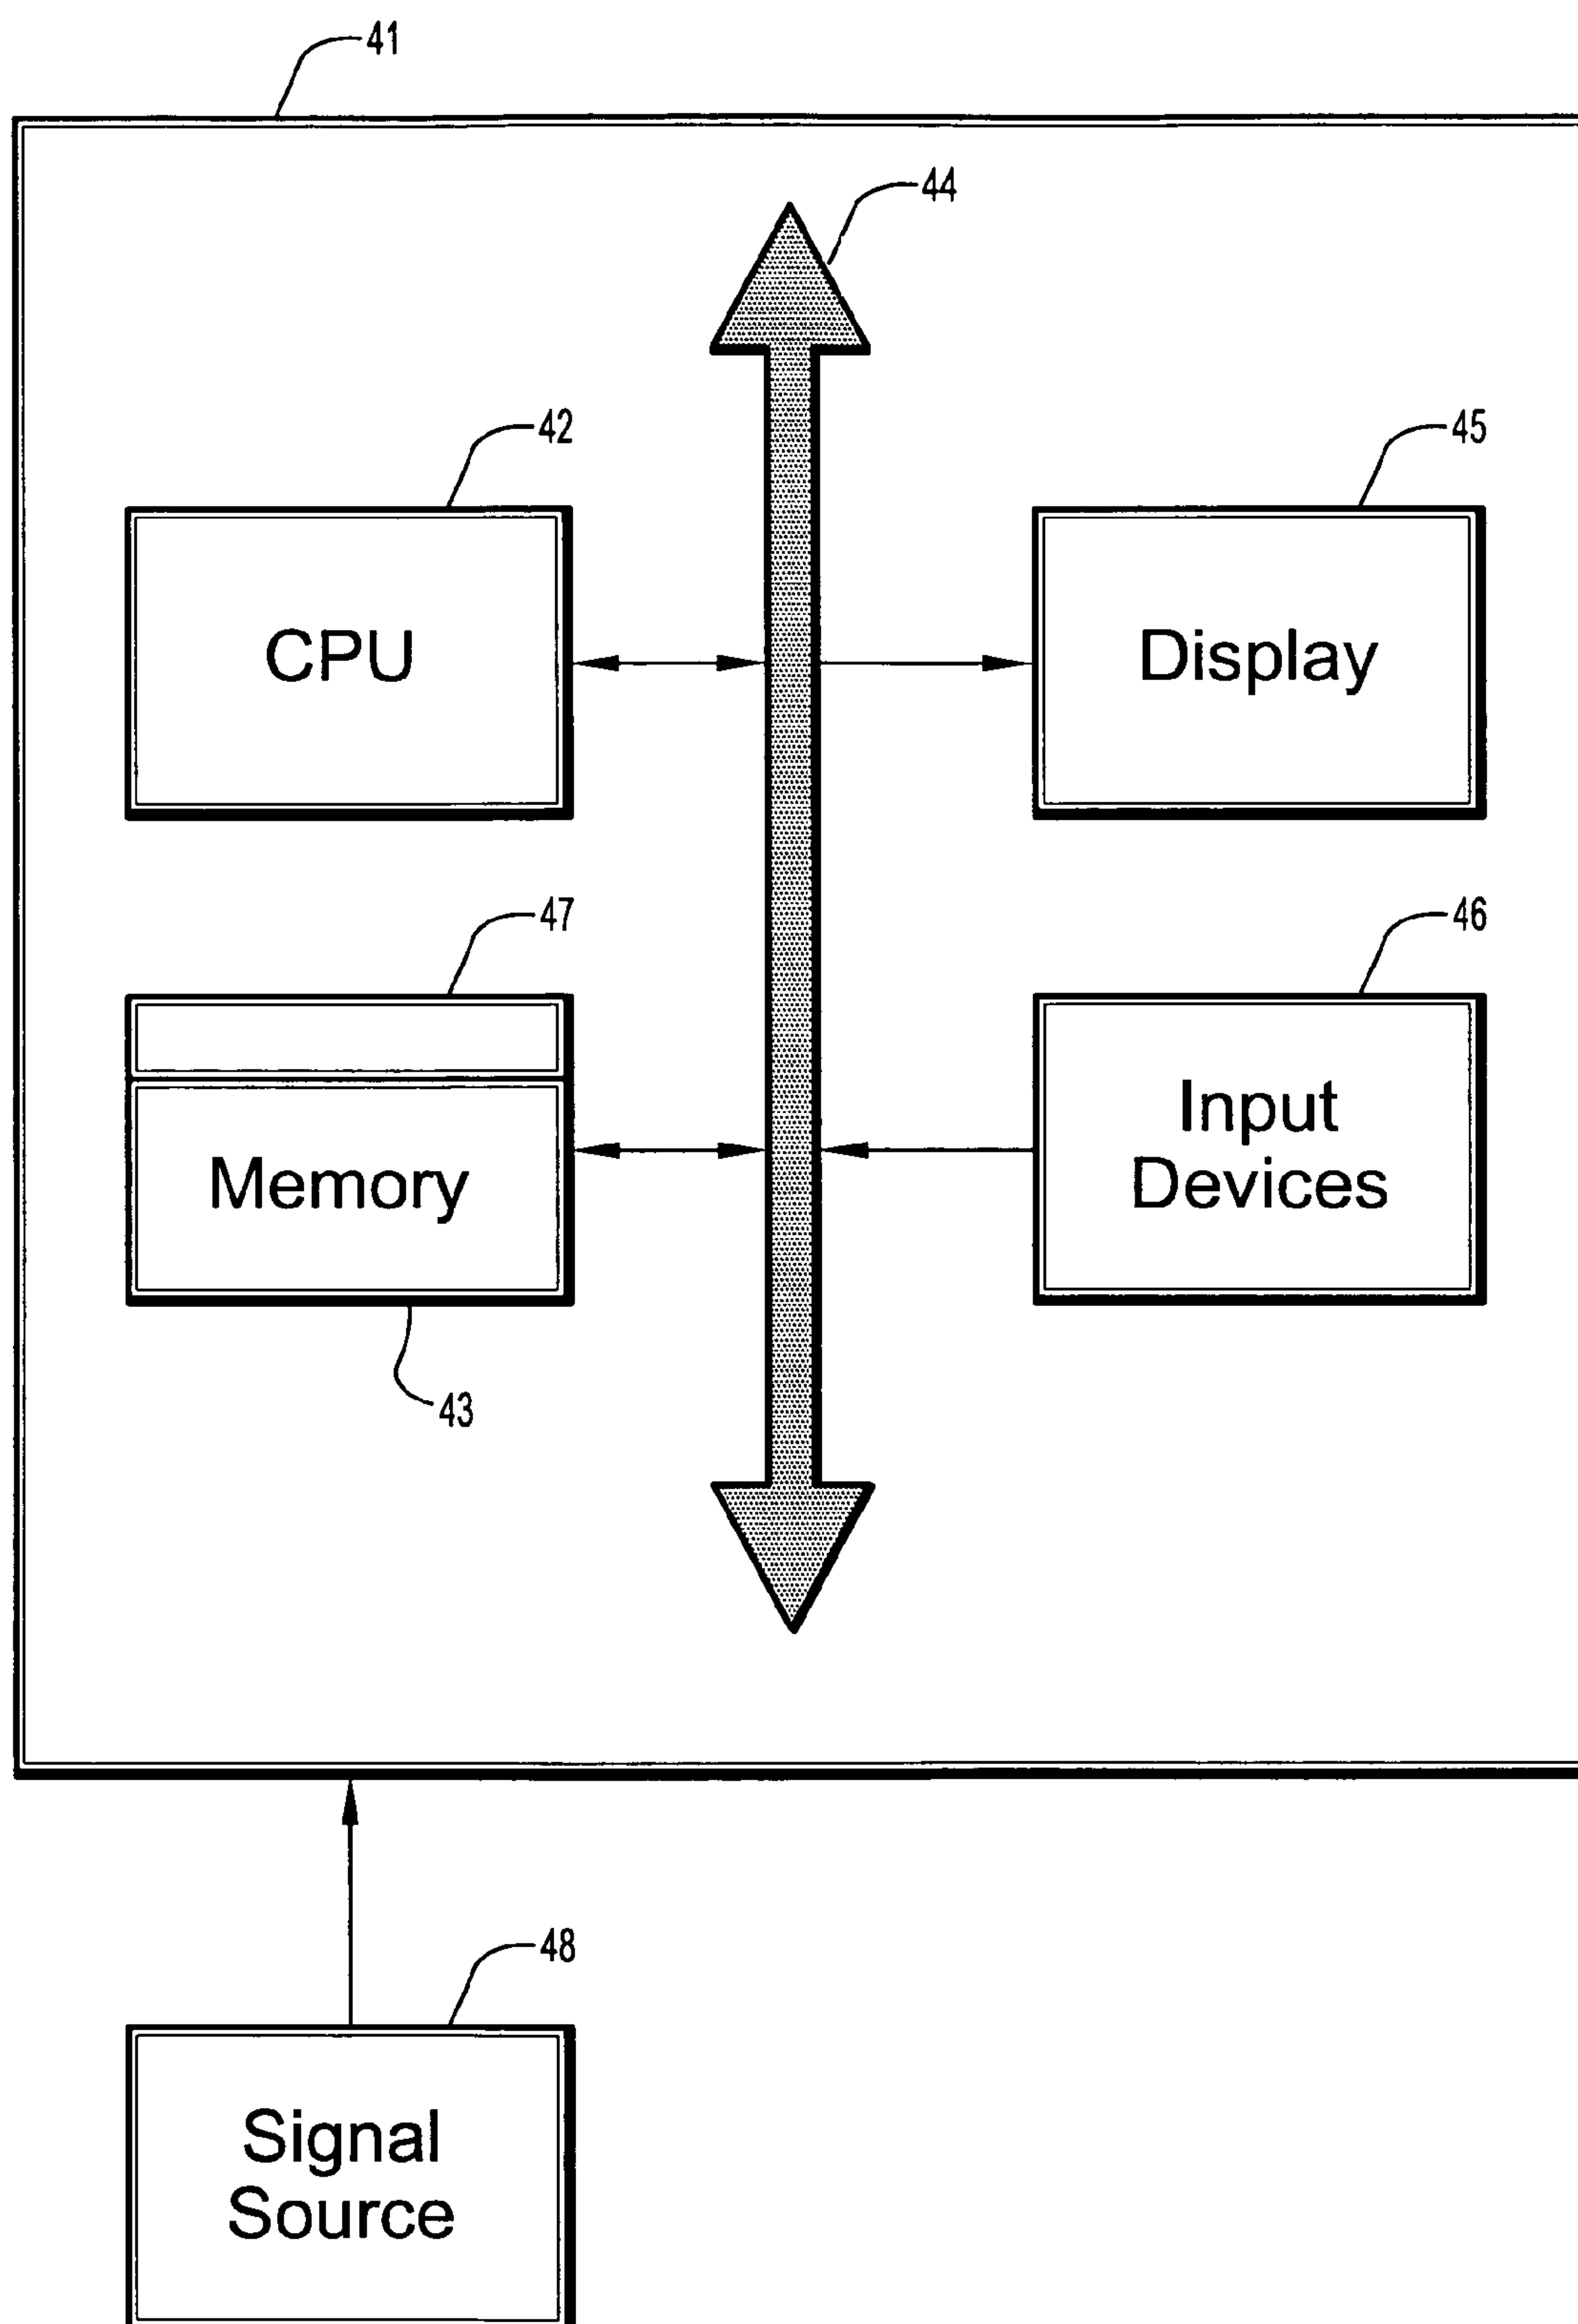 41
44
42
45
CPU
Display
47
46
Input
Devices
Memory
43
48
Signal
Source